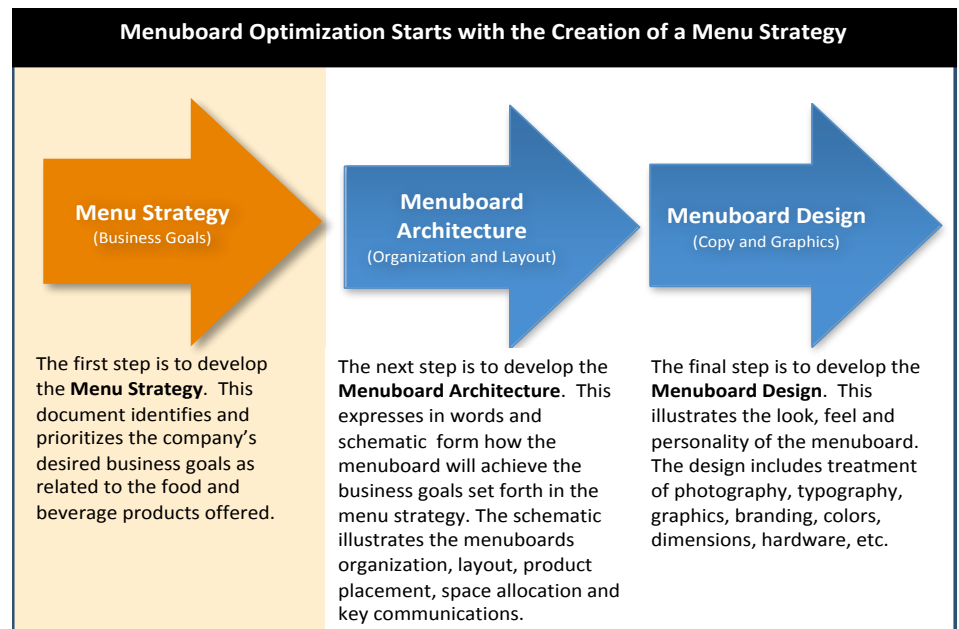 Menuboard Optimization Starts with the Creation of a Menu Strategy
Menu Strategy
(Business Goals)
Menuboard
Architecture
(Organization and Layout)
Menuboard Design
(Copy and Graphics)
The first step is to develop
the Menu Strategy.  This
document identifies and
prioritizes the company's
desired business goals as
related to the food and
beverage products offered.
The next step is to develop the
Menuboard Architecture.  This
expresses in words and
schematic  form how the
menuboard will achieve the
business goals set forth in the
menu strategy. The schematic
illustrates the menuboards
organization, layout, product
placement, space allocation and
key communications.
The final step is to develop the
Menuboard Design.  This
illustrates the look, feel and
personality of the menuboard.
The design includes treatment
of photography, typography,
graphics, branding, colors,
dimensions, hardware, etc.